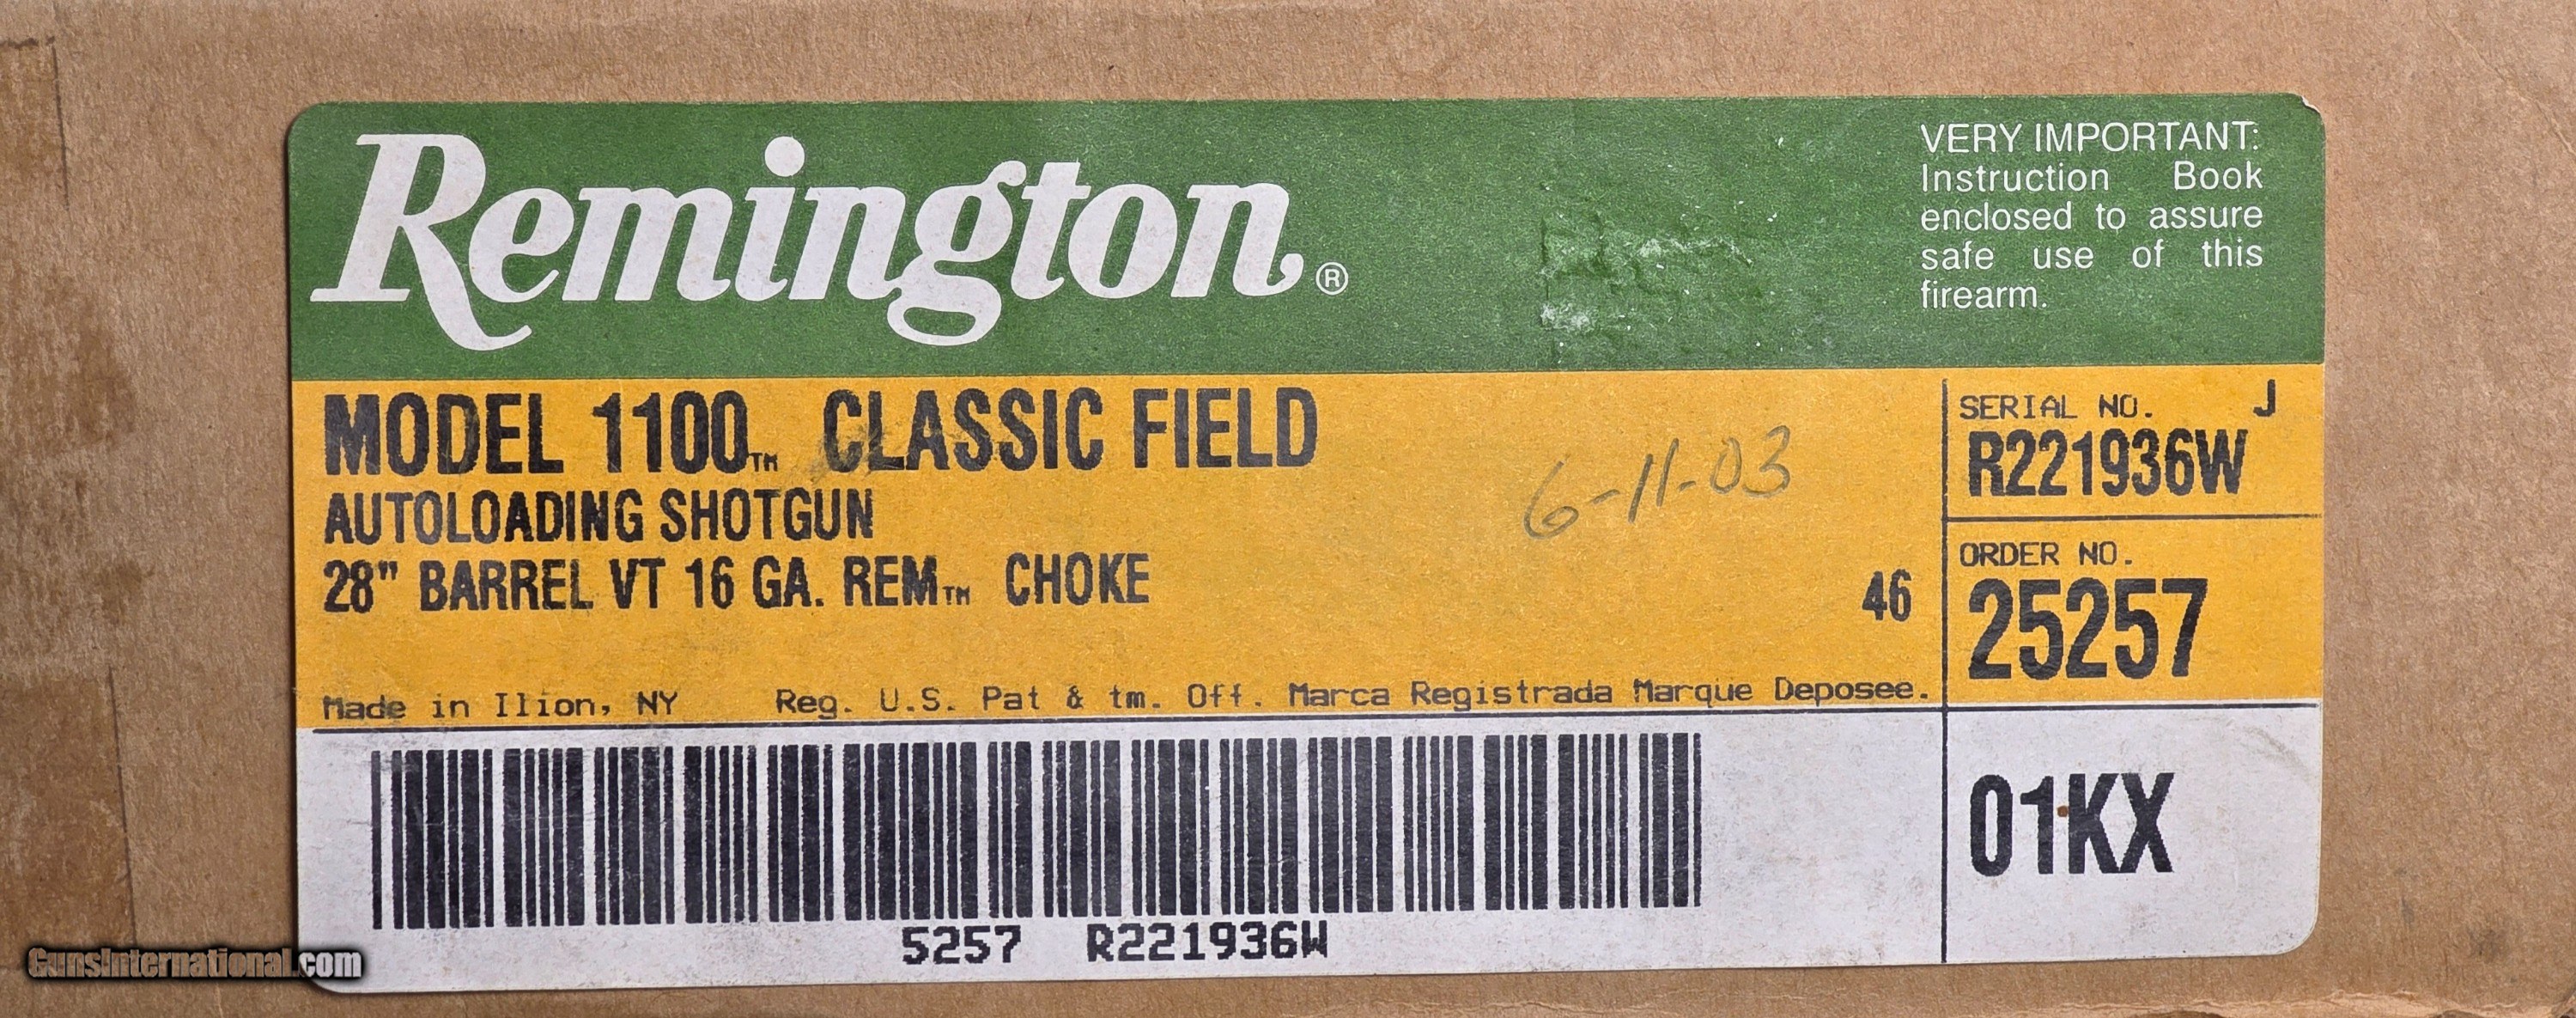 Remington®
VERY IMPORTANT:
Instruction Book
enclosed to assure
safe use of this
firearm.
MODEL 1100™ CLASSIC FIELD
AUTOLOADING SHOTGUN
28" BARREL VT 16 GA. REM™ CHOKE
6-11-03
46
Made in Ilion, NY Reg. U.S. Pat & tm. Off. Marca Registrada Marque Deposee.
SERIAL NO. J
R221936W
ORDER NO.
25257
01KX
5257 R221936W
GunsInternational.com